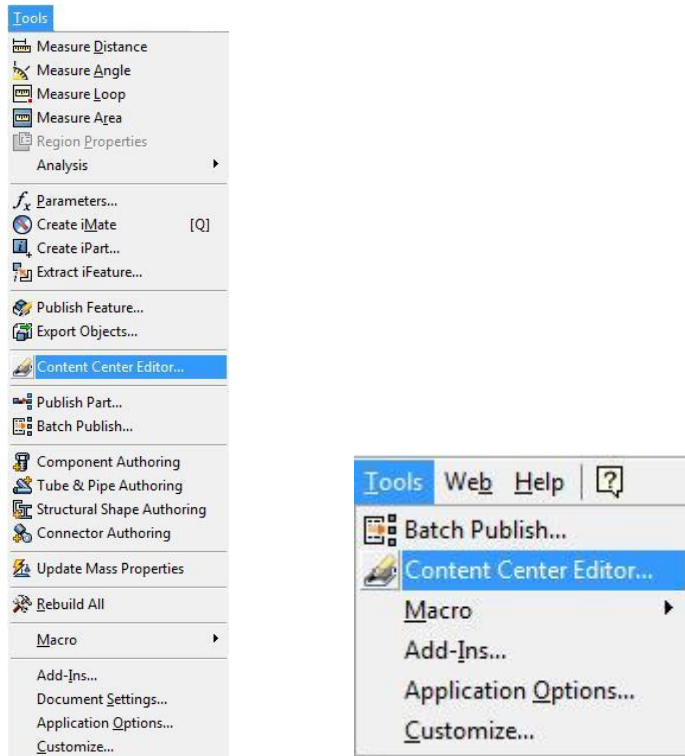 Tools
Measure Distance
Measure Angle
Measure Loop
Measure Area
Region Properties
Analysis
fx Parameters...
Create iMate [Q]
Create iPart...
Extract iFeature...
Publish Feature...
Export Objects...
Content Center Editor...
Publish Part...
Batch Publish...
Component Authoring
Tube & Pipe Authoring
Structural Shape Authoring
Connector Authoring
Update Mass Properties
Rebuild All
Macro
Add-Ins...
Document Settings...
Application Options...
Customize...
Tools Web Help ?
Batch Publish...
Content Center Editor...
Macro
Add-Ins...
Application Options...
Customize...